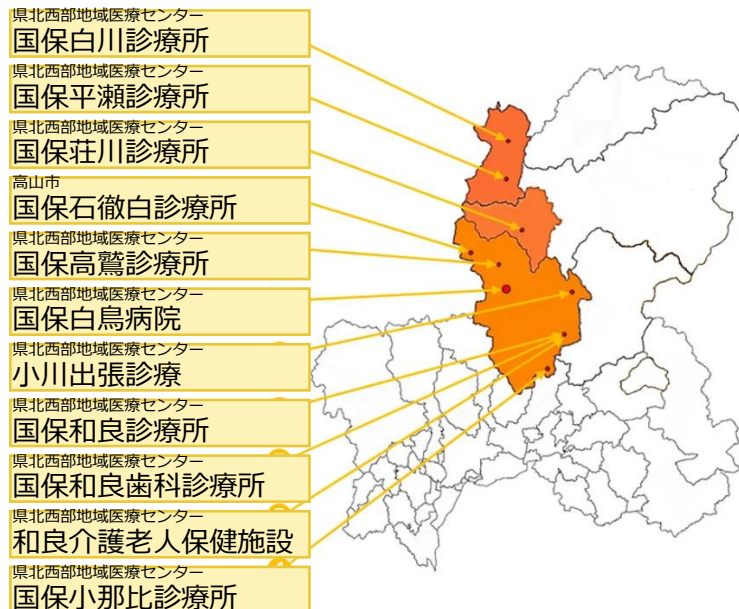 県北西部地域医療センター
国保白川診療所
県北西部地域医療センター
国保平瀬診療所
県北西部地域医療センター
国保荘川診療所
高山市
国保石徹白診療所
県北西部地域医療センター
国保高鷲診療所
県北西部地域医療センター
国保白鳥病院
県北西部地域医療センター
小川出張診療
県北西部地域医療センター
国保和良診療所
県北西部地域医療センター
国保和良歯科診療所
県北西部地域医療センター
和良介護老人保健施設
県北西部地域医療センター
国保小那比診療所